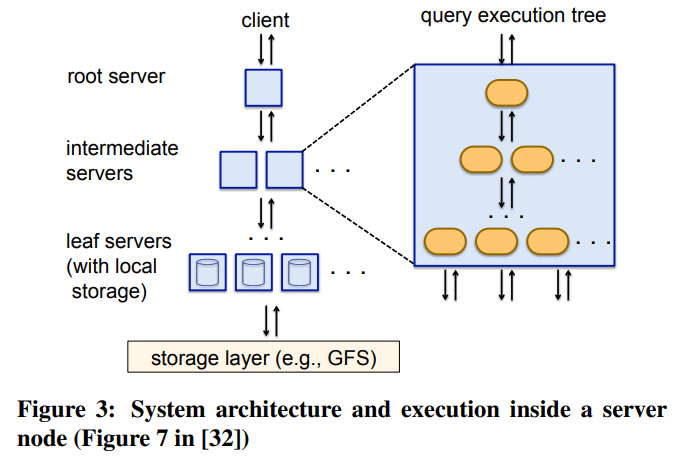 client
query execution tree
root server
intermediate
servers
. . .
. . .
. . .
leaf servers
(with local
storage)
. . .
. . .
. . .
. . .
storage layer (e.g., GFS)
Figure 3: System architecture and execution inside a server
node (Figure 7 in [32])